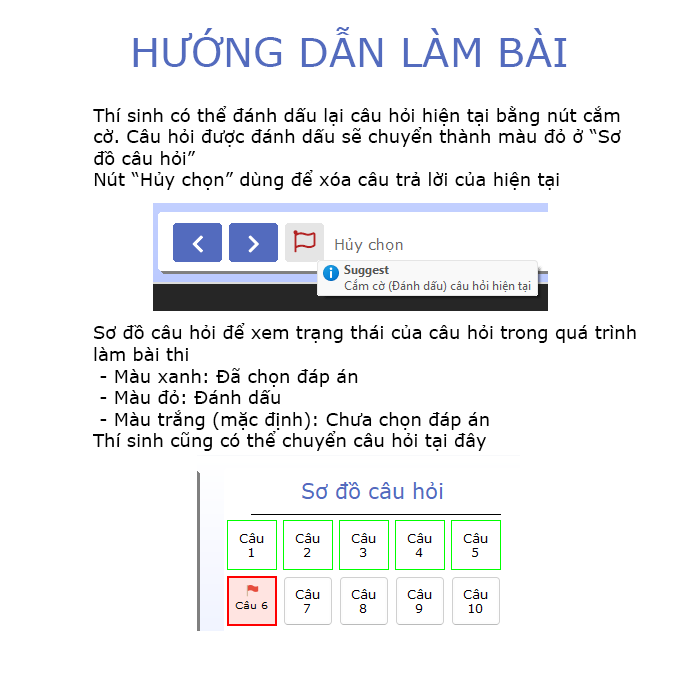 HƯỚNG DẪN LÀM BÀI
Thí sinh có thể đánh dấu lại câu hỏi hiện tại bằng nút cắm
cờ. Câu hỏi được đánh dấu sẽ chuyển thành màu đỏ ở “Sơ
đồ câu hỏi”
Nút “Hủy chọn” dùng để xóa câu trả lời của hiện tại
Hủy chọn
Suggest
Cắm cờ (Đánh dấu) câu hỏi hiện tại
Sơ đồ câu hỏi để xem trạng thái của câu hỏi trong quá trình
làm bài thi
- Màu xanh: Đã chọn đáp án
- Màu đỏ: Đánh dấu
- Màu trắng (mặc định): Chưa chọn đáp án
Thí sinh cũng có thể chuyển câu hỏi tại đây
Sơ đồ câu hỏi
Câu 1
Câu 2
Câu 3
Câu 4
Câu 5
Câu 6
Câu 7
Câu 8
Câu 9
Câu 10